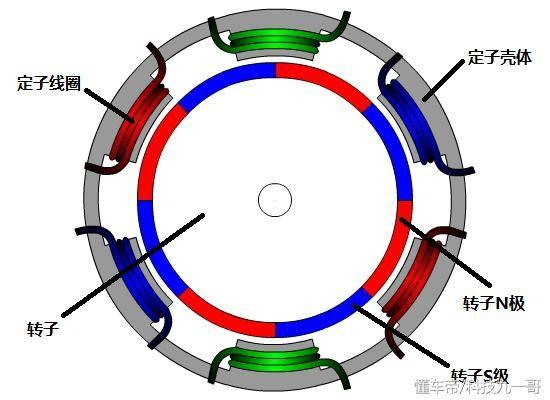 定子线圈
定子壳体
转子
转子N极
转子S级
懂车帝/科技九一哥